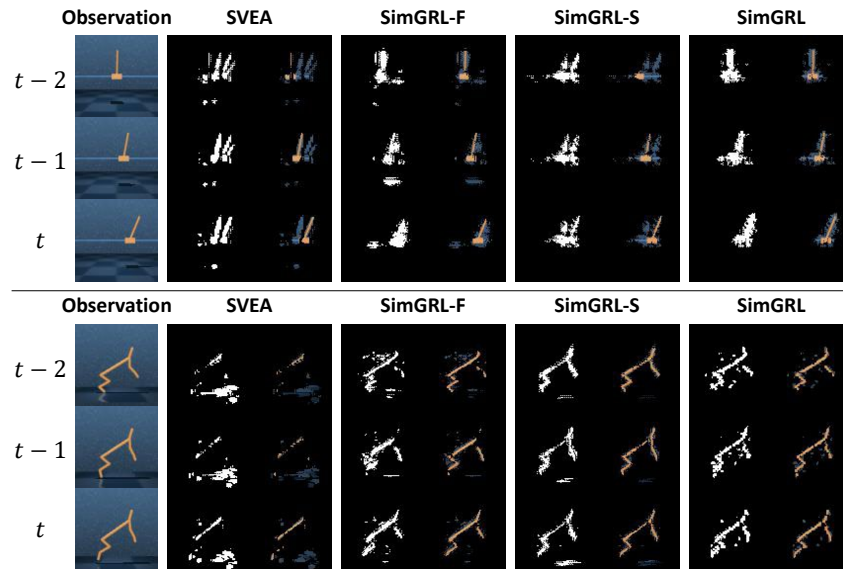 Observation SVEA SimGRL-F SimGRL-S SimGRL
t − 2
t − 1
t
Observation SVEA SimGRL-F SimGRL-S SimGRL
t − 2
t − 1
t